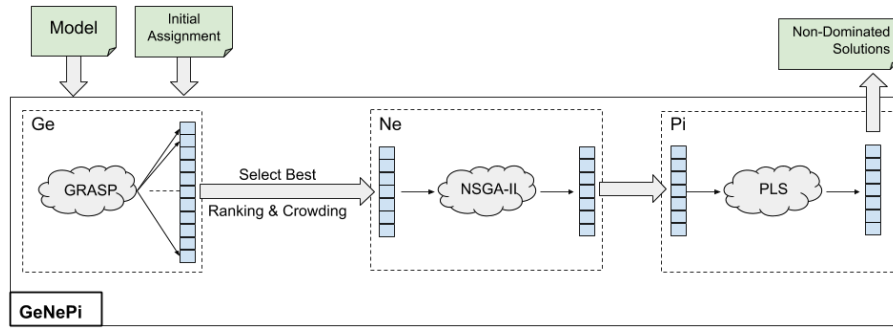 Model
Initial
Assignment
Non-Dominated
Solutions
Ge
Ne
Pi
GRASP
Select Best
Ranking & Crowding
NSGA-II
PLS
GeNePi